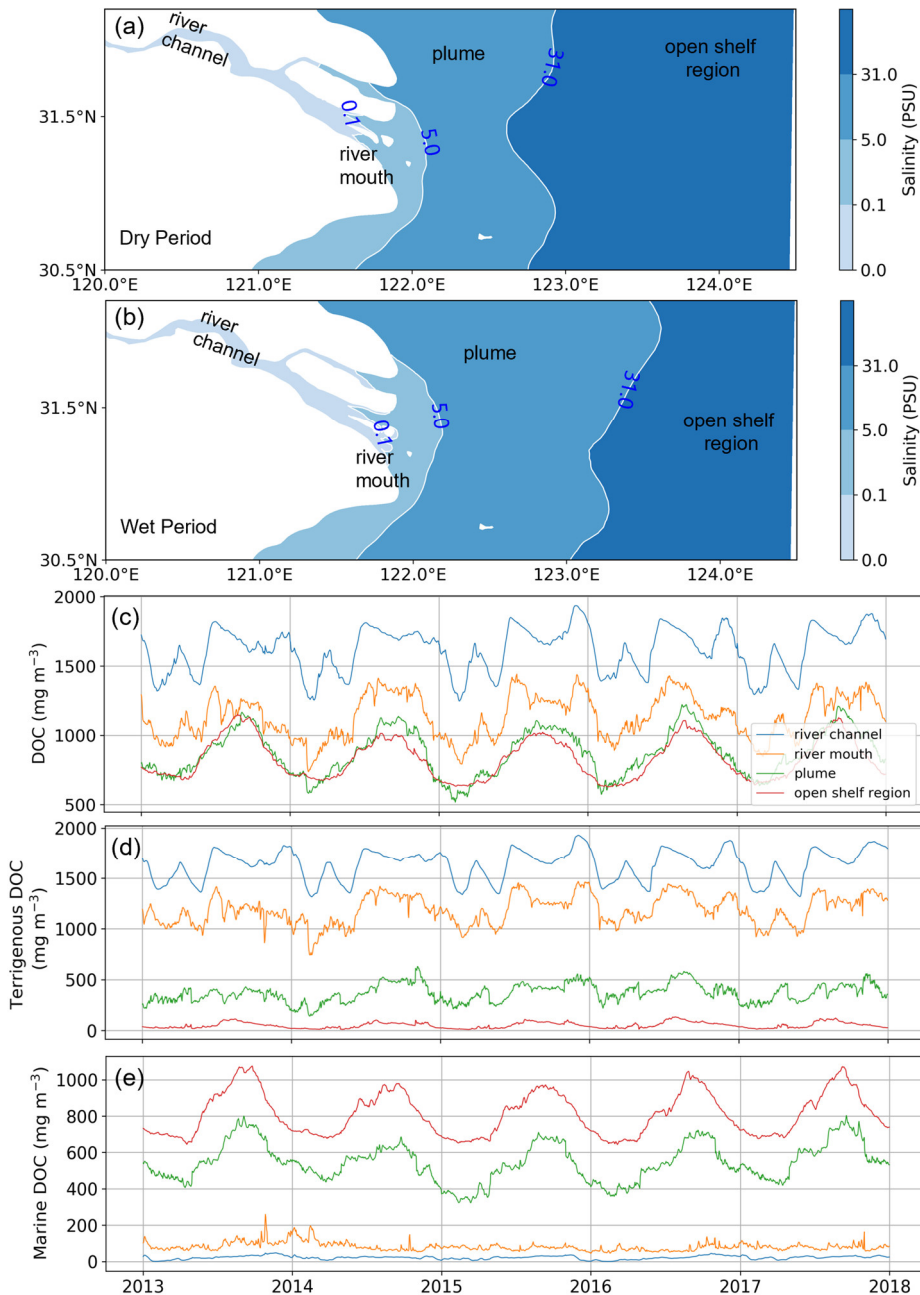 (a)
river
channel
plume
open shelf
region
31.0
0.1
5.0
river
mouth
Dry Period
31.5°N
30.5°N
120.0°E
121.0°E
122.0°E
123.0°E
124.0°E
31.0
5.0
0.1
0.0
Salinity (PSU)
(b)
river
channel
plume
31.0
5.0
0.1
open shelf
region
river
mouth
Wet Period
31.5°N
30.5°N
120.0°E
121.0°E
122.0°E
123.0°E
124.0°E
31.0
5.0
0.1
0.0
Salinity (PSU)
(c)
2000
1500
1000
500
DOC (mg m⁻³)
river channel
river mouth
plume
open shelf region
(d)
2000
1500
1000
500
0
Terrigenous DOC
(mg m⁻³)
(e)
1000
800
600
400
200
0
Marine DOC (mg m⁻³)
2013
2014
2015
2016
2017
2018